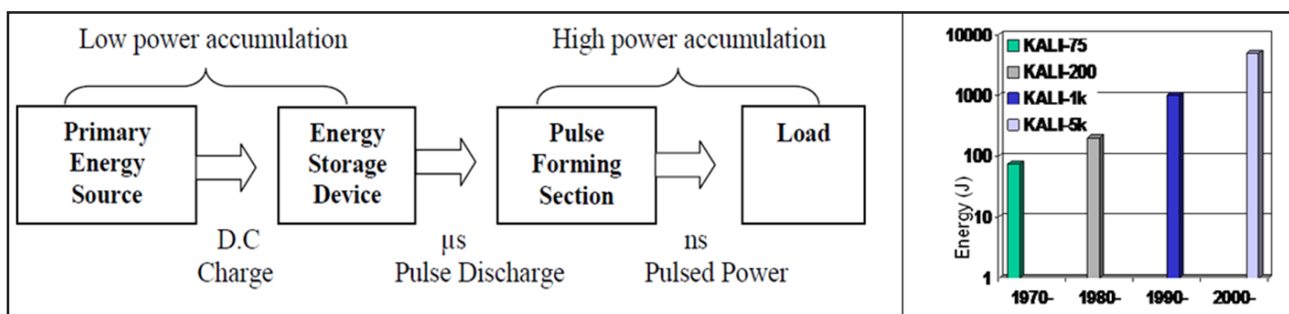 Low power accumulation
High power accumulation
Primary
Energy
Source
Energy
Storage
Device
Pulse
Forming
Section
Load
D.C
Charge
µs
Pulse Discharge
ns
Pulsed Power
Energy (J)
10000
1000
100
10
1
KALI-75
KALI-200
KALI-1k
KALI-5k
1970- 1980- 1990- 2000-